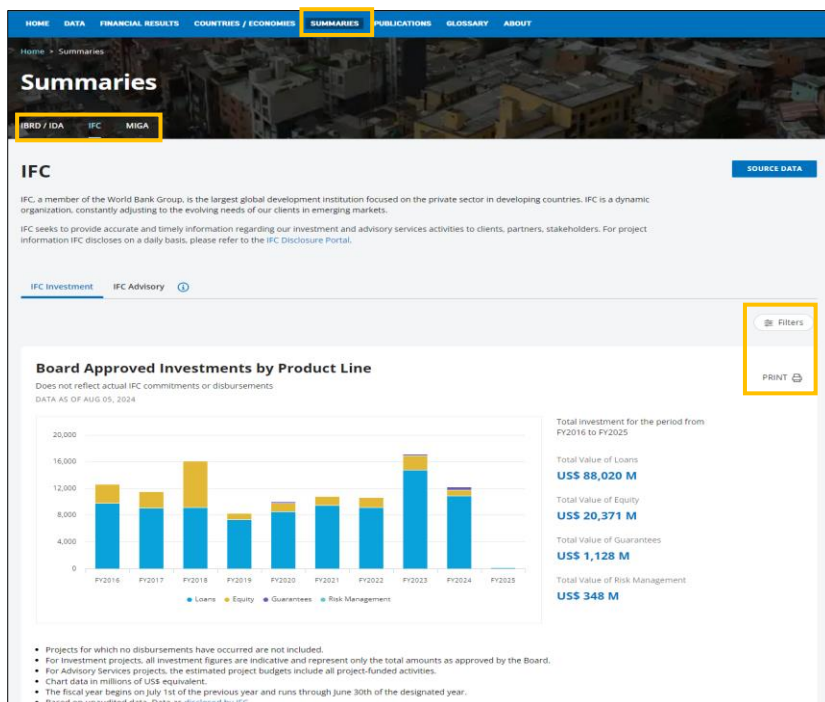 HOME DATA FINANCIAL RESULTS COUNTRIES / ECONOMIES SUMMARIES PUBLICATIONS GLOSSARY ABOUT
Home > Summaries
Summaries
IBRD / IDA IFC MIGA
IFC
SOURCE DATA
IFC, a member of the World Bank Group, is the largest global development institution focused on the private sector in developing countries. IFC is a dynamic
organization, constantly adjusting to the evolving needs of our clients in emerging markets.
IFC seeks to provide accurate and timely information regarding our investment and advisory services activities to clients, partners, stakeholders. For project
information IFC discloses on a daily basis, please refer to the IFC Disclosure Portal.
IFC Investment IFC Advisory i
Filters
Board Approved Investments by Product Line
PRINT
Does not reflect actual IFC commitments or disbursements
DATA AS OF AUG 05, 2024
20,000
16,000
12,000
8,000
4,000
0
FY2016 FY2017 FY2018 FY2019 FY2020 FY2021 FY2022 FY2023 FY2024 FY2025
Loans Equity Guarantees Risk Management
Total investment for the period from
FY2016 to FY2025
Total Value of Loans
US$ 88,020 M
Total Value of Equity
US$ 20,371 M
Total Value of Guarantees
US$ 1,128 M
Total Value of Risk Management
US$ 348 M
• Projects for which no disbursements have occurred are not included.
• For Investment projects, all investment figures are indicative and represent only the total amounts as approved by the Board.
• For Advisory Services projects, the estimated project budgets include all project-funded activities.
• Chart data in millions of US$ equivalent.
• The fiscal year begins on July 1st of the previous year and runs through June 30th of the designated year.
• Based on unaudited data. Data as disclosed by IFC